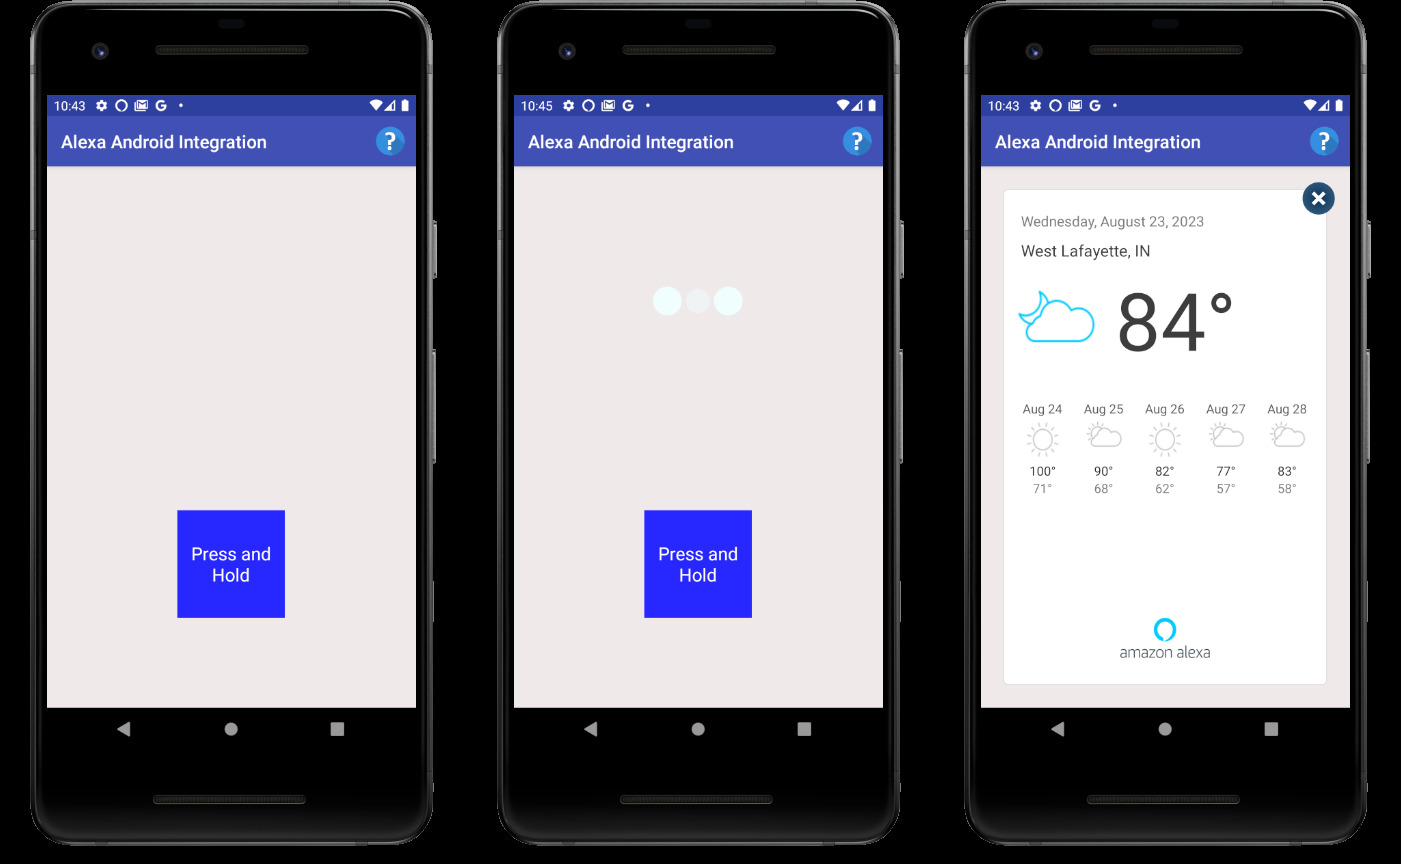 10:43
Alexa Android Integration
?
Press and
Hold
10:45
Alexa Android Integration
?
Press and
Hold
10:43
Alexa Android Integration
?
Wednesday, August 23, 2023
West Lafayette, IN
84°
Aug 24 Aug 25 Aug 26 Aug 27 Aug 28
100° 90° 82° 77° 83°
71° 68° 62° 57° 58°
amazon alexa